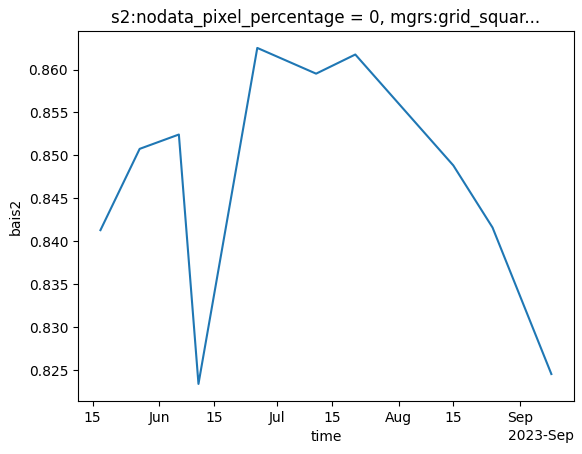 s2:nodata_pixel_percentage = 0, mgrs:grid_squar...
0.860
0.855
0.850
0.845
0.840
0.835
0.830
0.825
bais2
15 Jun 15 Jul 15 Aug 15 Sep
time 2023-Sep